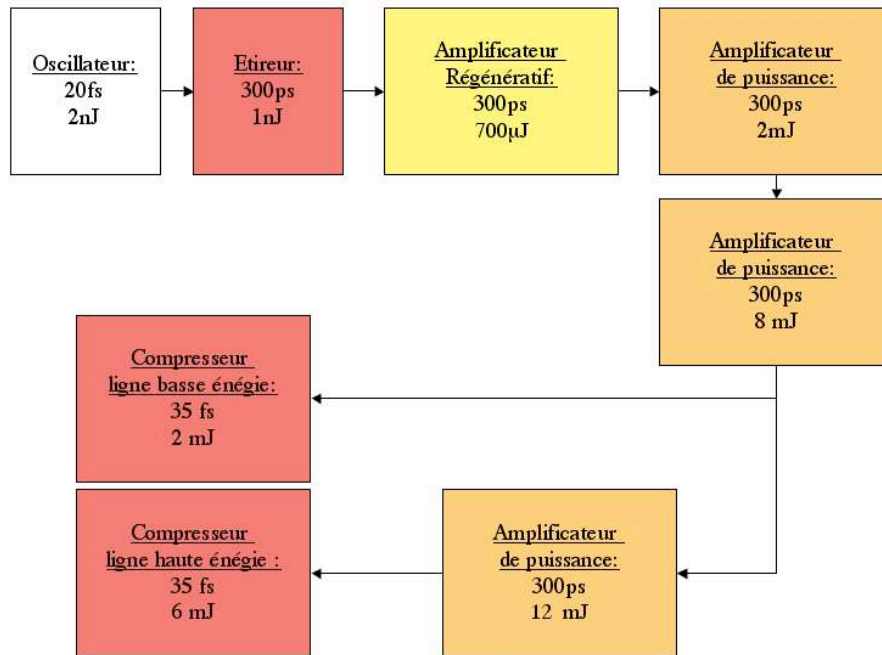 Oscillateur:
20fs
2nJ
Etireur:
300ps
1nJ
Amplificateur
Régénératif:
300ps
700µJ
Amplificateur
de puissance:
300ps
2mJ
Amplificateur
de puissance:
300ps
8 mJ
Compresseur
ligne basse énégie:
35 fs
2 mJ
Compresseur
ligne haute énégie :
35 fs
6 mJ
Amplificateur
de puissance:
300ps
12 mJ